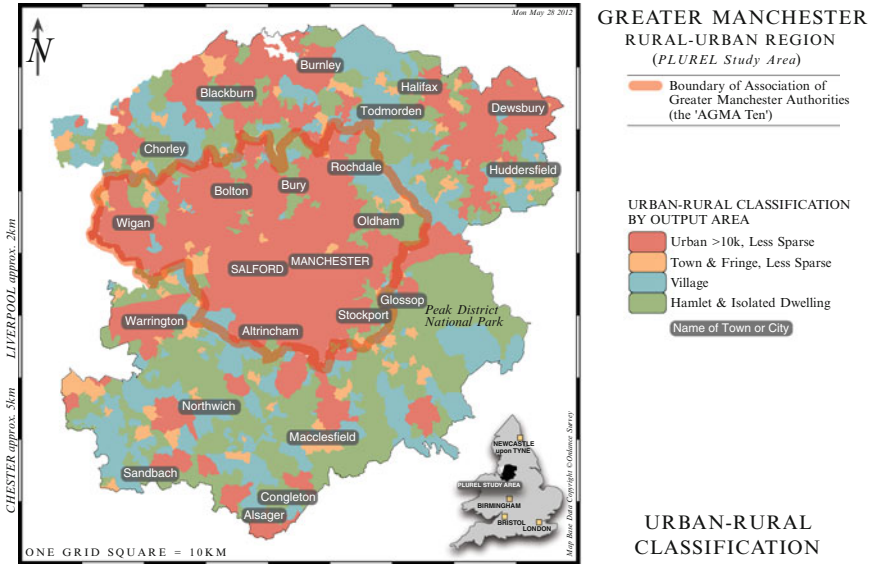 Mon May 28 2012
N
Burnley
Blackburn
Halifax
Todmorden
Dewsbury
Chorley
Rochdale
Huddersfield
Bolton
Bury
Wigan
Oldham
SALFORD
MANCHESTER
Glossop
Peak District
National Park
Stockport
Warrington
Altrincham
Northwich
Macclesfield
Sandbach
Congleton
Alsager
LIVERPOOL approx. 2km
CHESTER approx. 5km
ONE GRID SQUARE = 10KM
NEWCASTLE
upon TYNE
PLUREL STUDY AREA
BIRMINGHAM
BRISTOL
LONDON
Map Base Data Copyright ©Ordance Survey
GREATER MANCHESTER
RURAL-URBAN REGION
(PLUREL Study Area)
Boundary of Association of
Greater Manchester Authorities
(the 'AGMA Ten')
URBAN-RURAL CLASSIFICATION
BY OUTPUT AREA
Urban >10k, Less Sparse
Town & Fringe, Less Sparse
Village
Hamlet & Isolated Dwelling
Name of Town or City
URBAN-RURAL
CLASSIFICATION